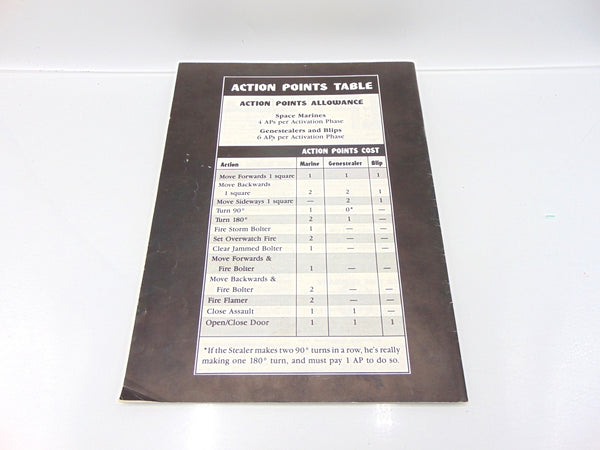 ACTION POINTS TABLE
ACTION POINTS ALLOWANCE
Space Marines
4 APs per Activation Phase
Genestealers and Blips
6 APs per Activation Phase
ACTION POINTS COST
Action Marine Genestealer Blip
Move Forwards 1 square 1 1 1
Move Backwards
1 square 2 2 1
Move Sideways 1 square — 2 1
Turn 90° 1 0* —
Turn 180° 2 1 —
Fire Storm Bolter 1 — —
Set Overwatch Fire 2 — —
Clear Jammed Bolter 1 — —
Move Forwards &
Fire Bolter 1 — —
Move Backwards &
Fire Bolter 2 — —
Fire Flamer 2 — —
Close Assault 1 1 —
Open/Close Door 1 1 1
*If the Stealer makes two 90° turns in a row, he's really
making one 180° turn, and must pay 1 AP to do so.